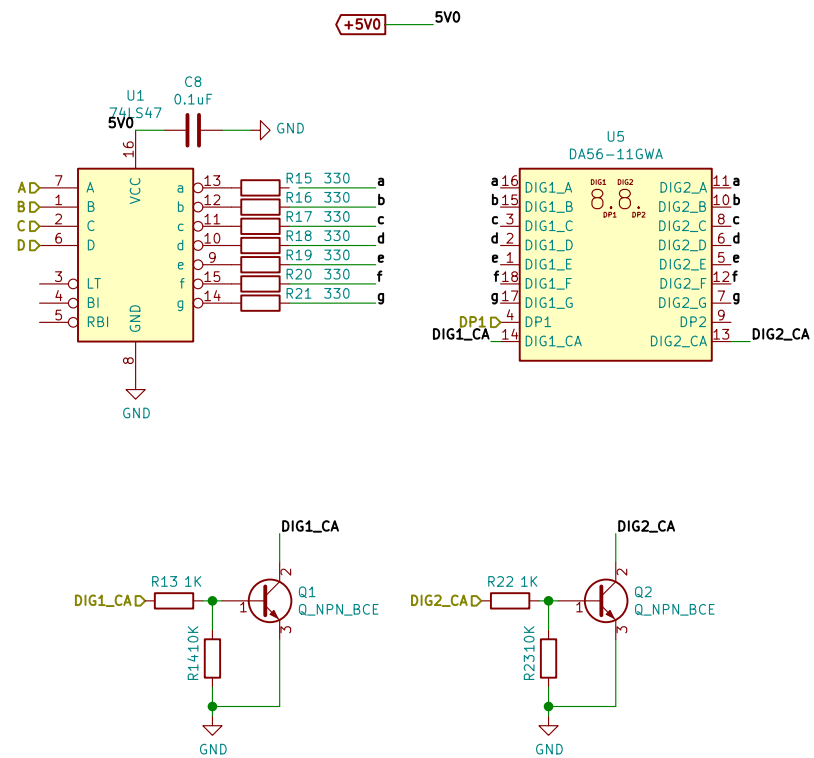 +5V0 5V0
C8
0.1uF
GND
U1
74LS47
5V0
16
VCC
7 A A
1 B B
2 C C
6 D D
3 LT
4 BI
5 RBI
GND
8
GND
a 13 R15 330 a
b 12 R16 330 b
c 11 R17 330 c
d 10 R18 330 d
e 9 R19 330 e
f 15 R20 330 f
g 14 R21 330 g
U5
DA56-11GWA
DIG1 DIG2
DP1 DP2
a 16 DIG1_A DIG2_A 11 a
b 15 DIG1_B DIG2_B 10 b
c 3 DIG1_C DIG2_C 8 c
d 2 DIG1_D DIG2_D 6 d
e 1 DIG1_E DIG2_E 5 e
f 18 DIG1_F DIG2_F 12 f
g 17 DIG1_G DIG2_G 7 g
DP1 4 DP1 DP2 9
DIG1_CA 14 DIG1_CA DIG2_CA 13 DIG2_CA
DIG1_CA
R13 1K
DIG1_CA
1
2
3
Q1
Q_NPN_BCE
R14 10K
GND
DIG2_CA
R22 1K
DIG2_CA
1
2
3
Q2
Q_NPN_BCE
R23 10K
GND